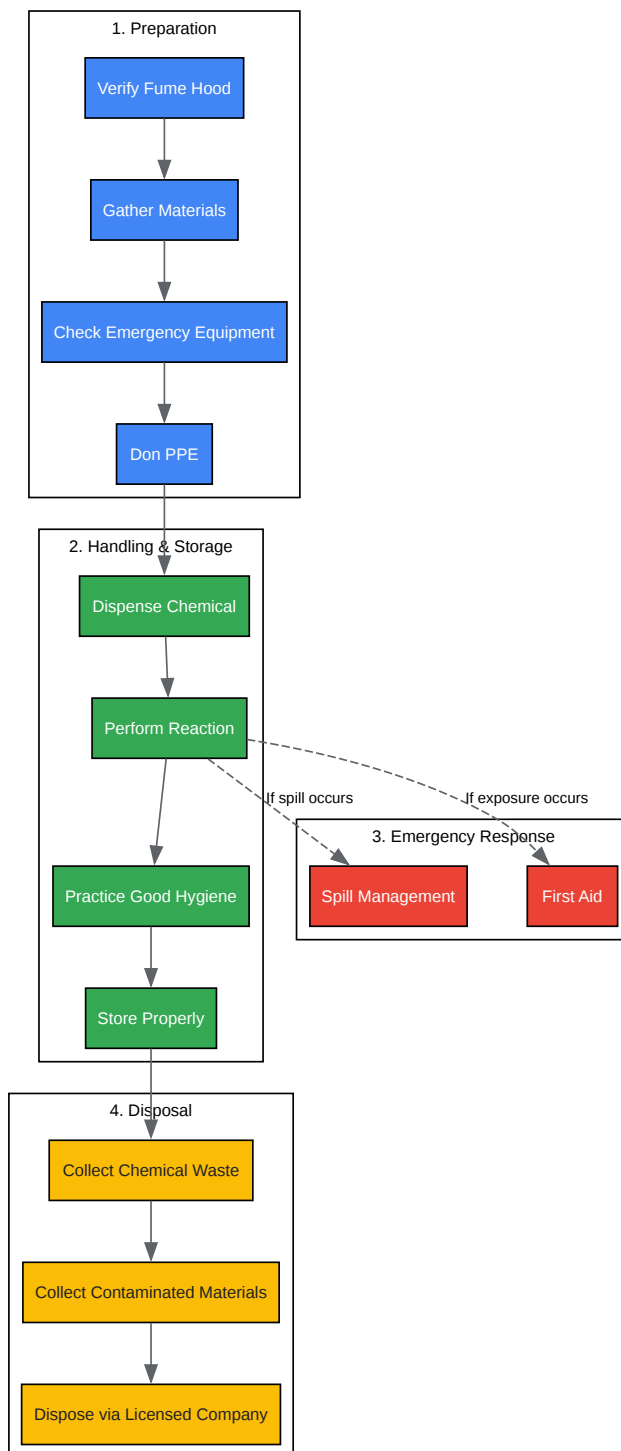 1. Preparation
Verify Fume Hood
Gather Materials
Check Emergency Equipment
Don PPE
2. Handling & Storage
Dispense Chemical
Perform Reaction
If spill occurs
If exposure occurs
3. Emergency Response
Practice Good Hygiene
Spill Management
First Aid
Store Properly
4. Disposal
Collect Chemical Waste
Collect Contaminated Materials
Dispose via Licensed Company